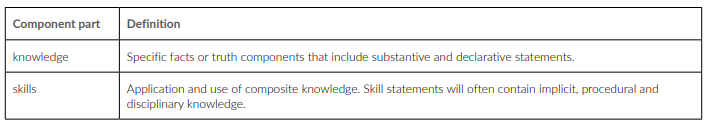 Component part Definition
knowledge Specific facts or truth components that include substantive and declarative statements.
skills Application and use of composite knowledge. Skill statements will often contain implicit, procedural and
disciplinary knowledge.